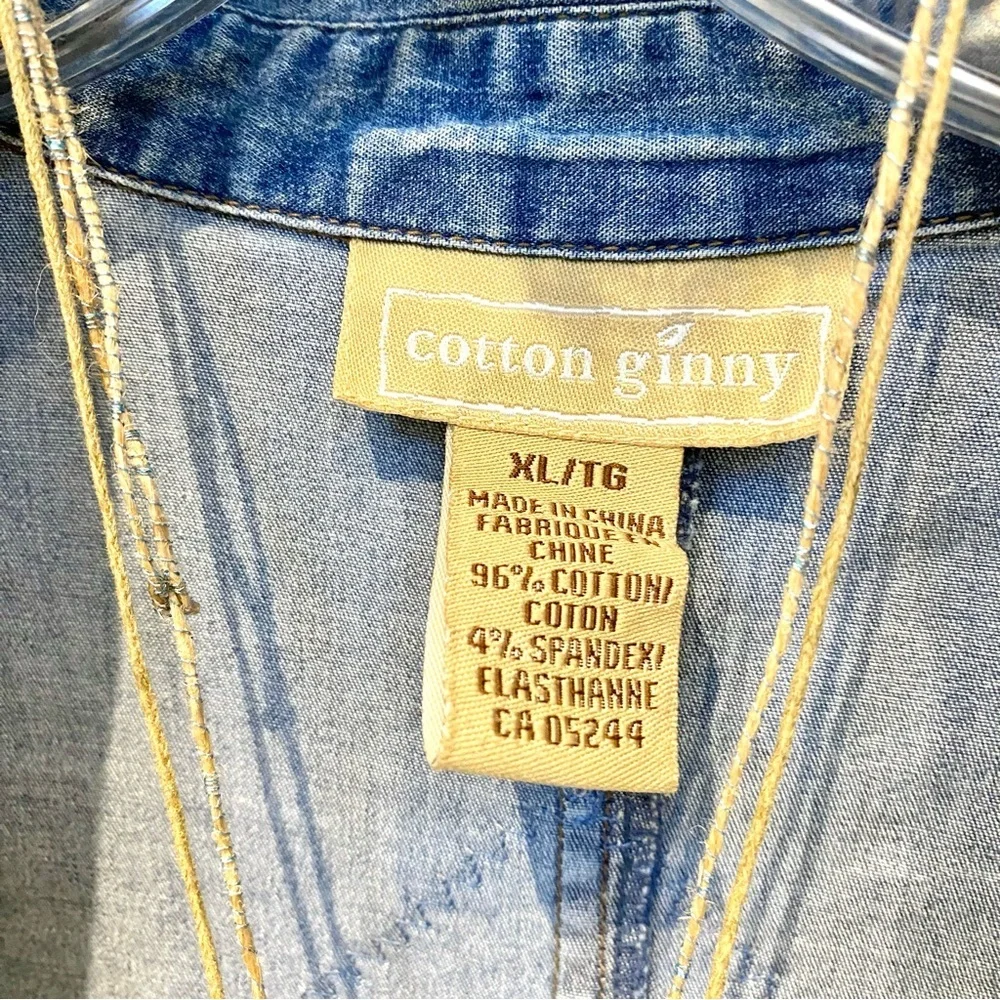 cotton ginny
XL/TG
MADE IN CHINA
FABRIQUE EN
CHINE
96% COTTON/
COTON
4% SPANDEX/
ELASTHANNE
CA 05244